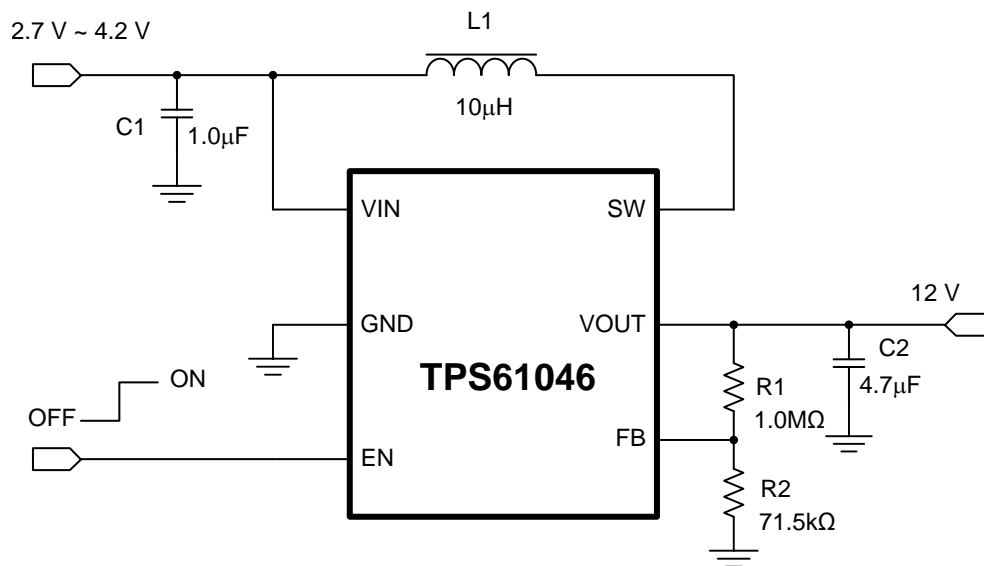 2.7 V ~ 4.2 V
L1
10μH
C1
1.0μF
VIN
SW
12 V
GND
VOUT
C2
4.7μF
TPS61046
ON
OFF
R1
1.0MΩ
FB
EN
R2
71.5kΩ